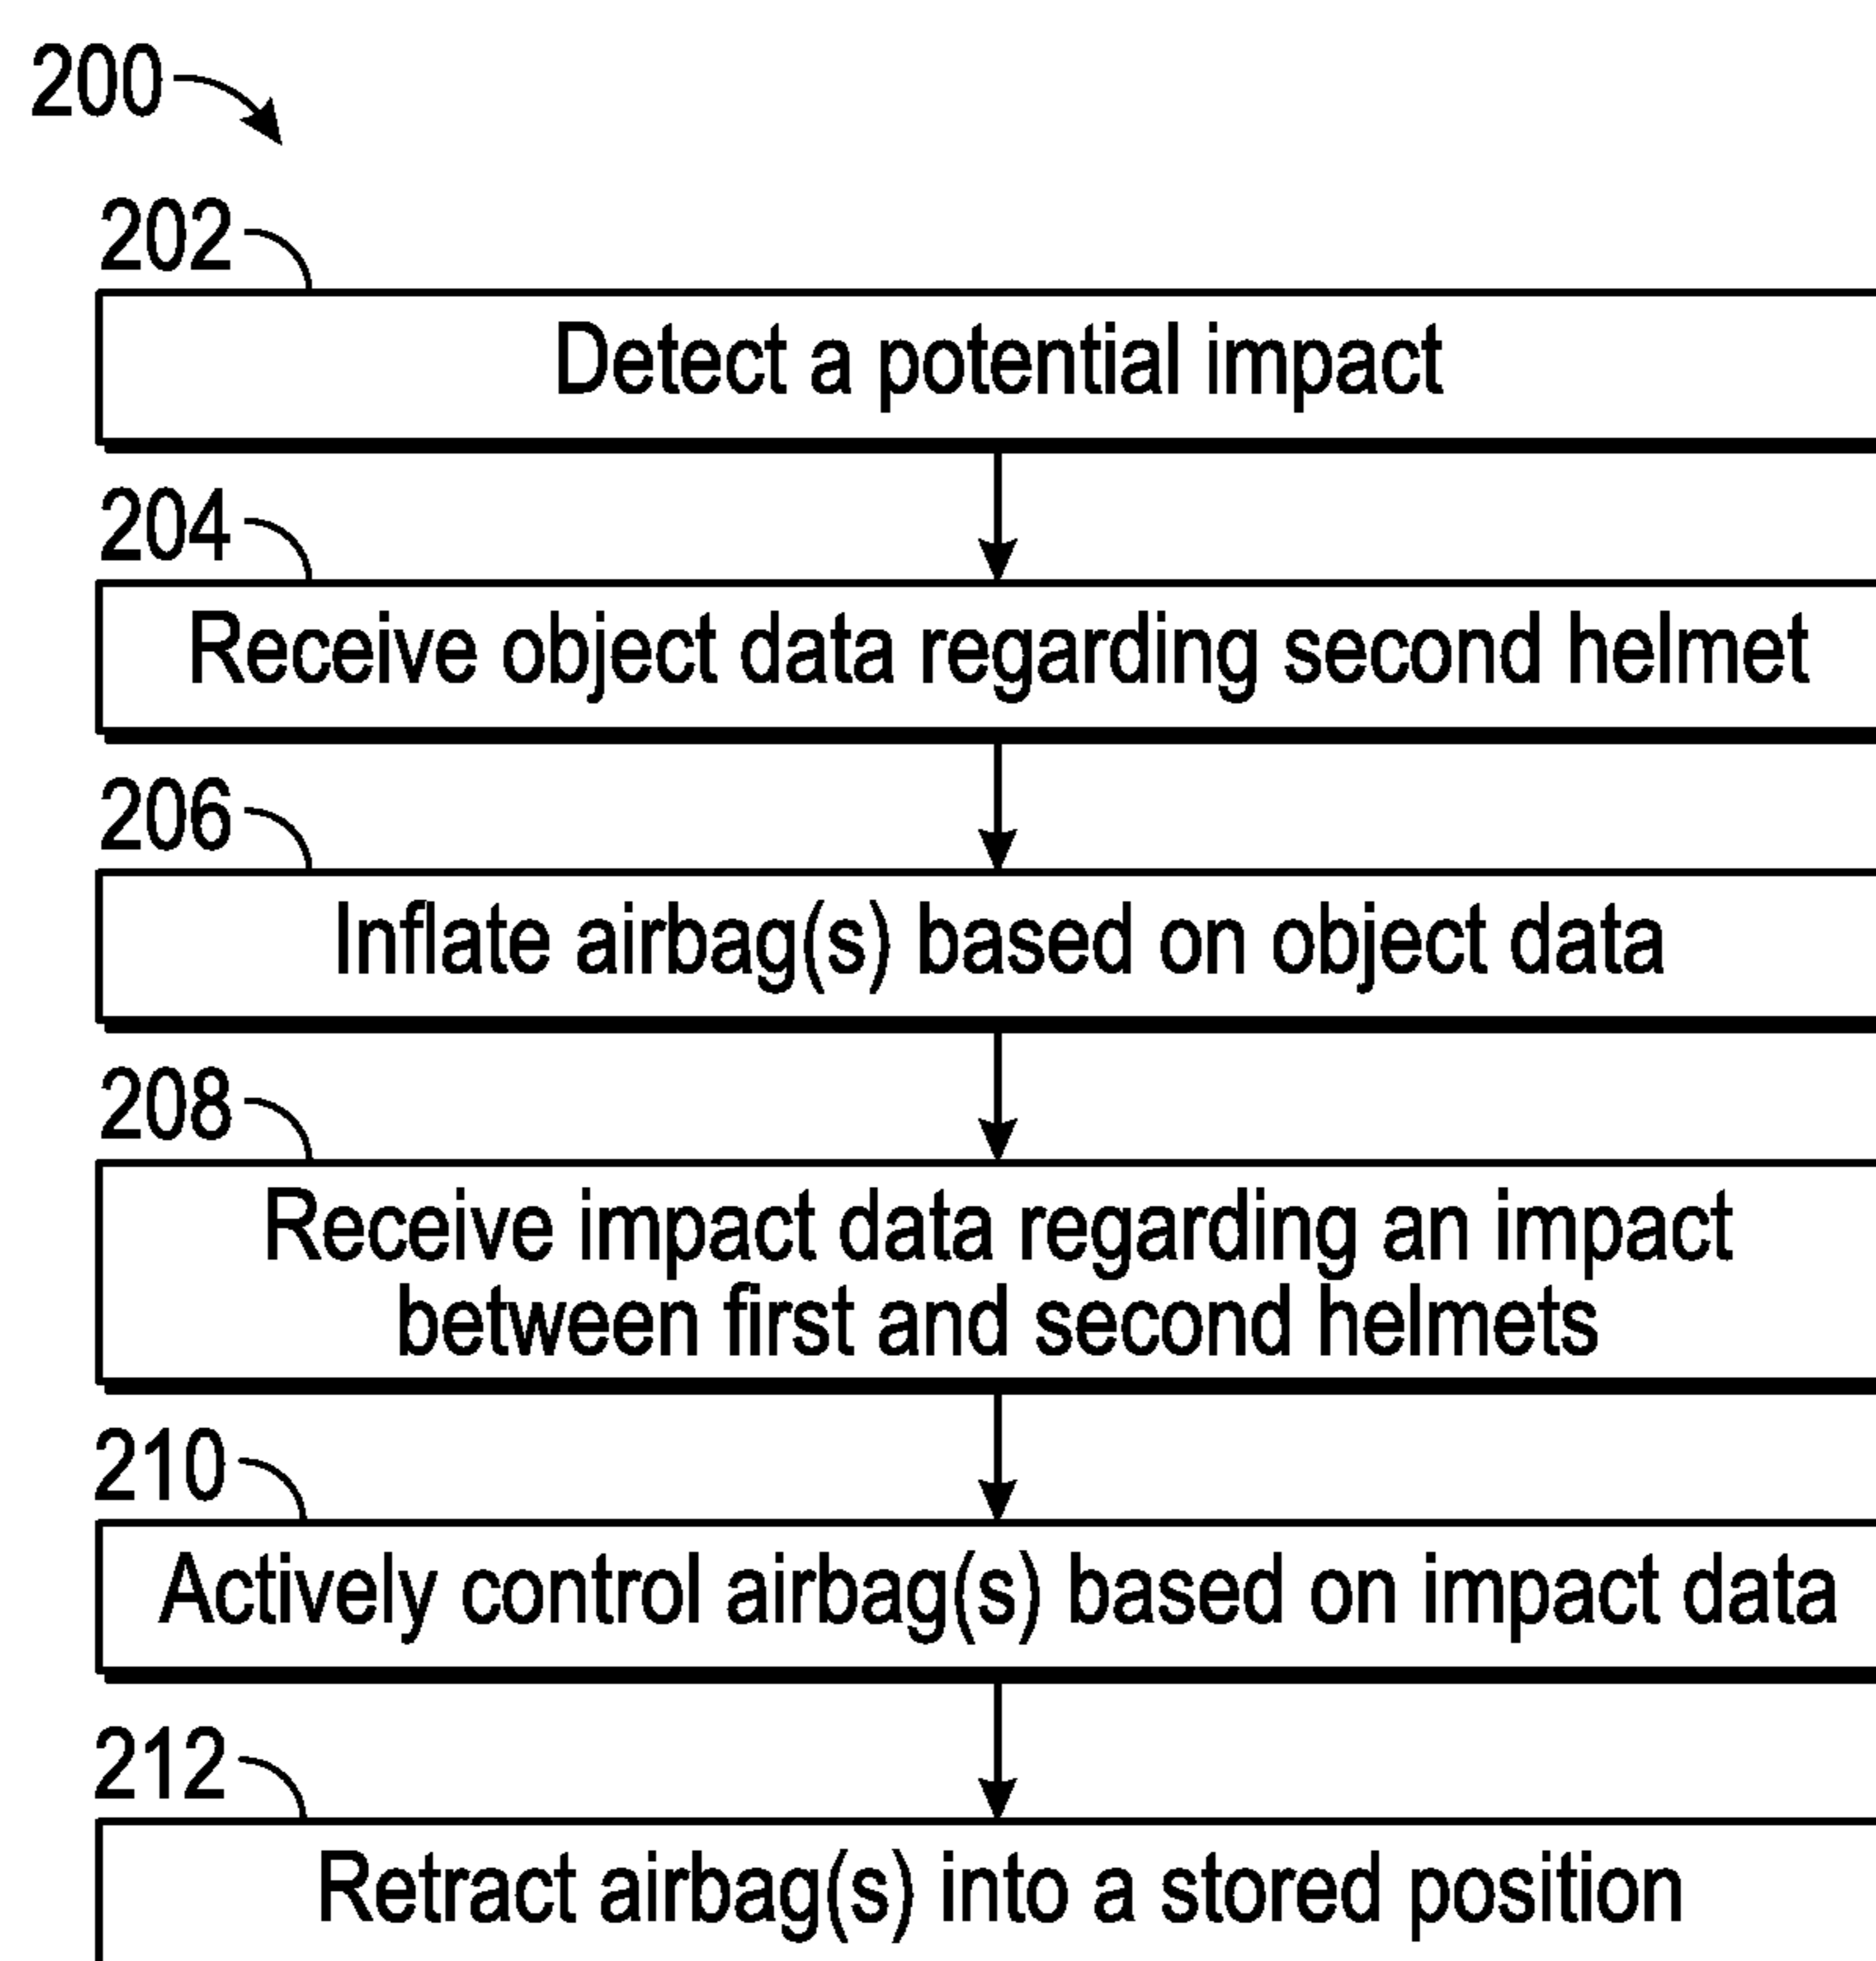 200
202
Detect a potential impact
204
Receive object data regarding second helmet
206
Inflate airbag(s) based on object data
208
Receive impact data regarding an impact
between first and second helmets
210
Actively control airbag(s) based on impact data
212
Retract airbag(s) into a stored position